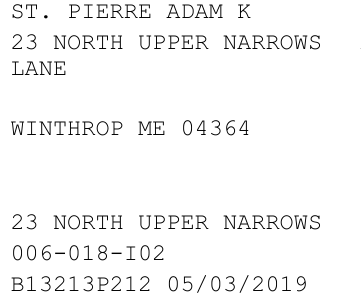 ST. PIERRE ADAM K
23 NORTH UPPER NARROWS
LANE
WINTHROP ME 04364
23 NORTH UPPER NARROWS
006-018-I02
B13213P212 05/03/2019